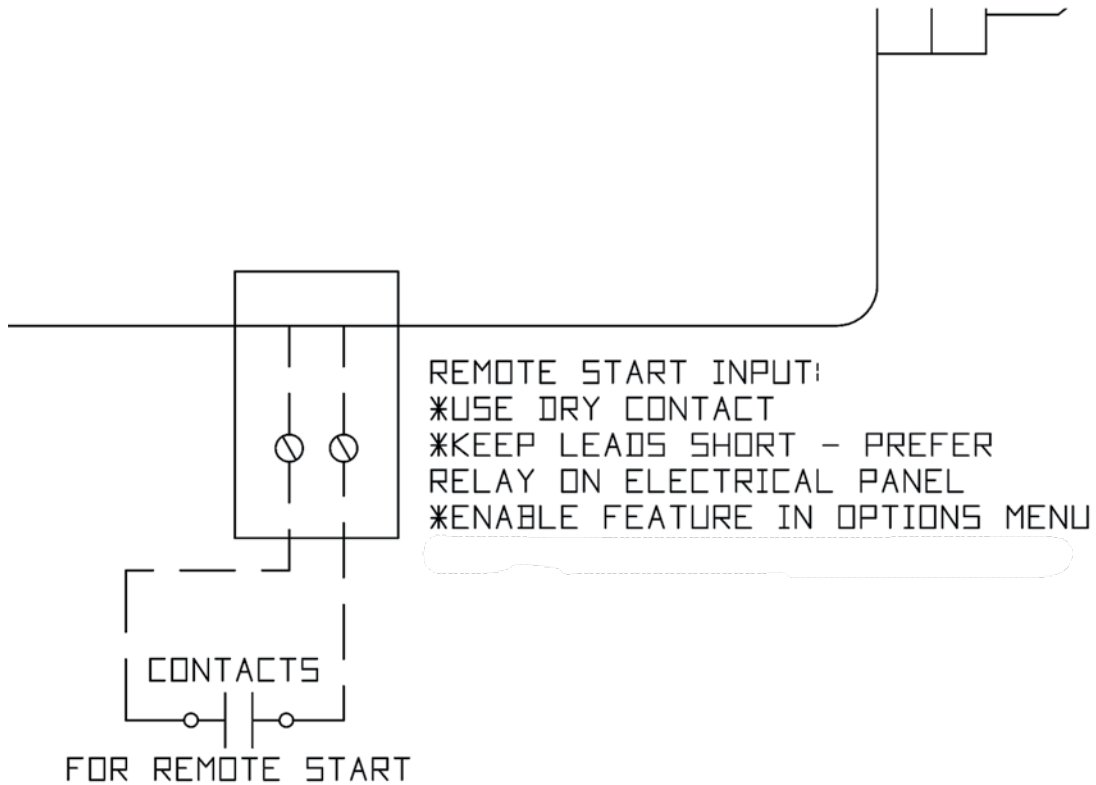 REMOTE START INPUT:
*USE DRY CONTACT
*KEEP LEADS SHORT - PREFER
RELAY ON ELECTRICAL PANEL
*ENABLE FEATURE IN OPTIONS MENU
CONTACTS
FOR REMOTE START